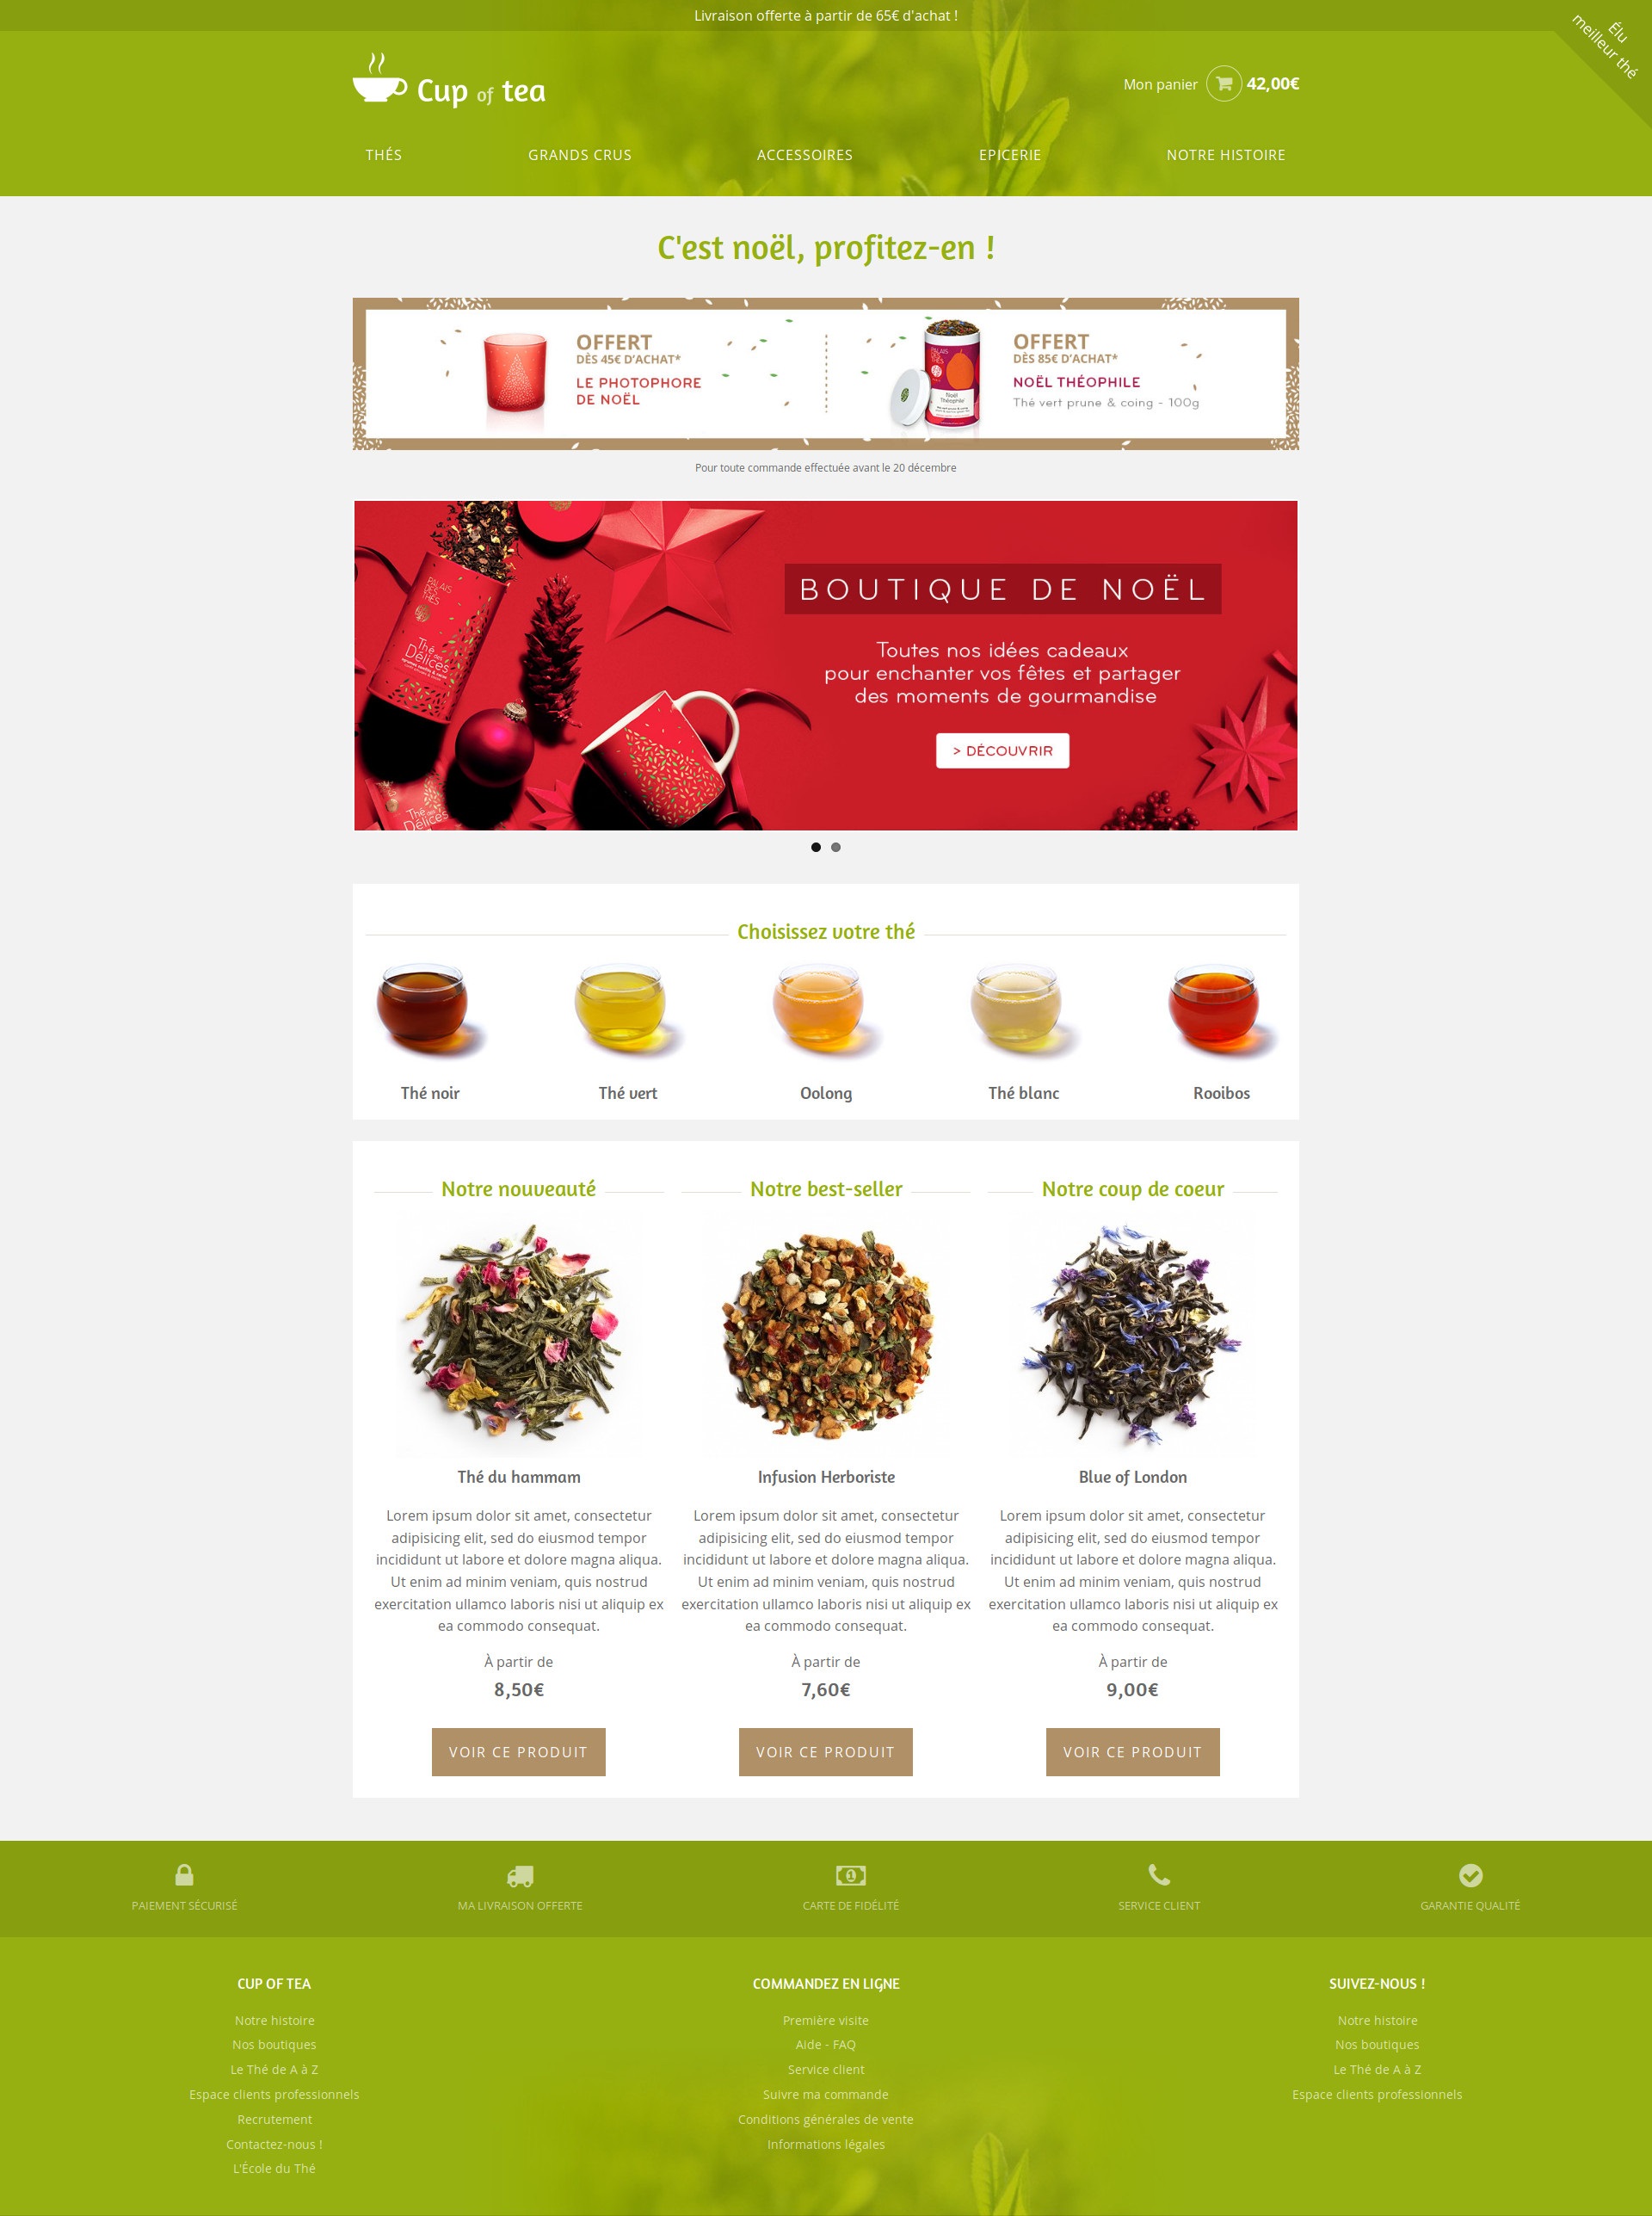 Livraison offerte à partir de 65€ d'achat !
Élu
meilleur thé
Cup of tea
Mon panier 42,00€
THÉS GRANDS CRUS ACCESSOIRES EPICERIE NOTRE HISTOIRE
C'est noël, profitez-en !
OFFERT
DÈS 45€ D'ACHAT*
LE PHOTOPHORE
DE NOËL
PALAIS
DES
THÉS
Noël
Théophile
OFFERT
DÈS 85€ D'ACHAT*
NOËL THÉOPHILE
Thé vert prune & coing - 100g
Pour toute commande effectuée avant le 20 décembre
PALAIS
DES
THÉS
Thé des
Délices
Thé des
Délices
BOUTIQUE DE NOËL
Toutes nos idées cadeaux
pour enchanter vos fêtes et partager
des moments de gourmandise
> DÉCOUVRIR
Choisissez votre thé
Thé noir Thé vert Oolong Thé blanc Rooibos
Notre nouveauté
Thé du hammam
Lorem ipsum dolor sit amet, consectetur
adipisicing elit, sed do eiusmod tempor
incididunt ut labore et dolore magna aliqua.
Ut enim ad minim veniam, quis nostrud
exercitation ullamco laboris nisi ut aliquip ex
ea commodo consequat.
À partir de
8,50€
VOIR CE PRODUIT
Notre best-seller
Infusion Herboriste
Lorem ipsum dolor sit amet, consectetur
adipisicing elit, sed do eiusmod tempor
incididunt ut labore et dolore magna aliqua.
Ut enim ad minim veniam, quis nostrud
exercitation ullamco laboris nisi ut aliquip ex
ea commodo consequat.
À partir de
7,60€
VOIR CE PRODUIT
Notre coup de coeur
Blue of London
Lorem ipsum dolor sit amet, consectetur
adipisicing elit, sed do eiusmod tempor
incididunt ut labore et dolore magna aliqua.
Ut enim ad minim veniam, quis nostrud
exercitation ullamco laboris nisi ut aliquip ex
ea commodo consequat.
À partir de
9,00€
VOIR CE PRODUIT
PAIEMENT SÉCURISÉ MA LIVRAISON OFFERTE CARTE DE FIDÉLITÉ SERVICE CLIENT GARANTIE QUALITÉ
CUP OF TEA
Notre histoire
Nos boutiques
Le Thé de A à Z
Espace clients professionnels
Recrutement
Contactez-nous !
L'École du Thé
COMMANDEZ EN LIGNE
Première visite
Aide - FAQ
Service client
Suivre ma commande
Conditions générales de vente
Informations légales
SUIVEZ-NOUS !
Notre histoire
Nos boutiques
Le Thé de A à Z
Espace clients professionnels